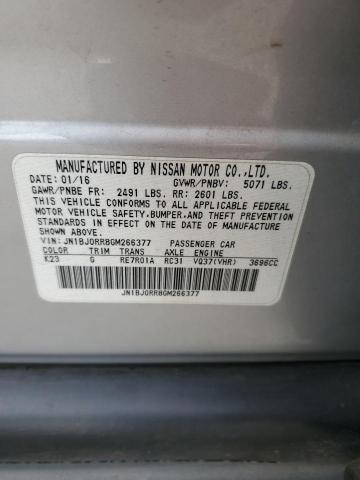 MANUFACTURED BY NISSAN MOTOR CO.,LTD.
DATE: 01/16 GVWR/PNBV: 5071 LBS.
GAWR/PNBE FR: 2491 LBS. RR: 2601 LBS.
THIS VEHICLE CONFORMS TO ALL APPLICABLE FEDERAL
MOTOR VEHICLE SAFETY,BUMPER,AND THEFT PREVENTION
STANDARDS IN EFFECT ON THE DATE OF MANUFACTURE
SHOWN ABOVE.
VIN: JN1BJ0RR8GM266377 PASSENGER CAR
COLOR TRIM TRANS AXLE ENGINE
K23 G RE7R01A RC31 VQ37(VHR) 3696CC
JN1BJ0RR8GM266377